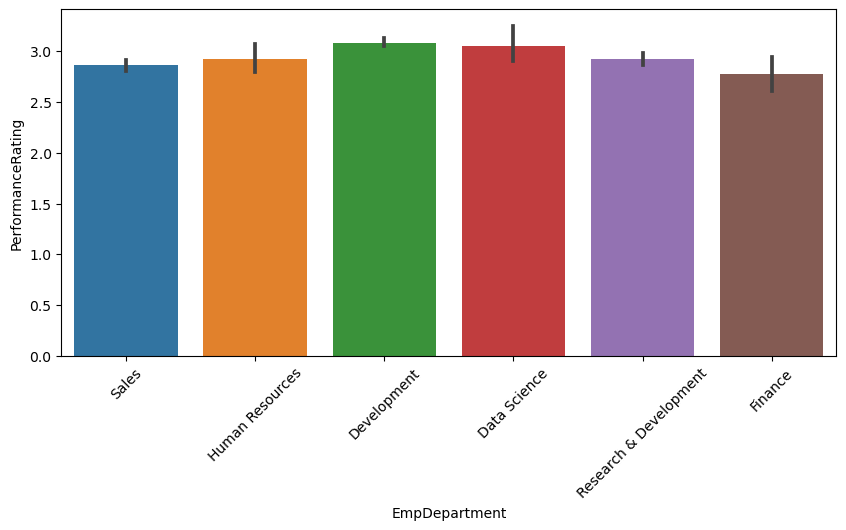 PerformanceRating
3.0
2.5
2.0
1.5
1.0
0.5
0.0
Sales
Human Resources
Development
Data Science
Research & Development
Finance
EmpDepartment